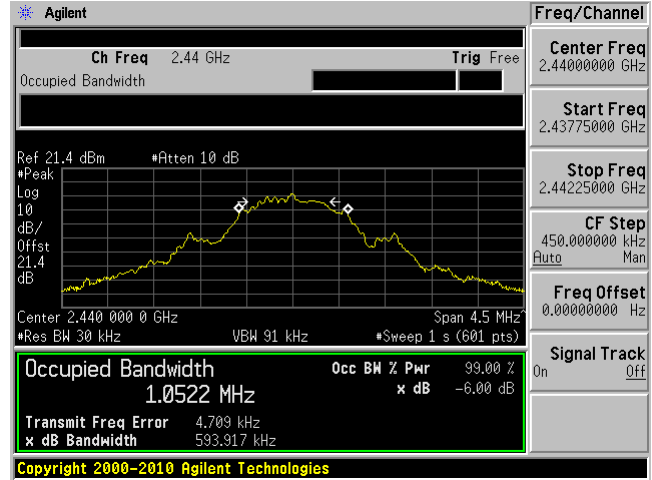 Agilent
Freq/Channel
Ch Freq 2.44 GHz Trig Free
Occupied Bandwidth
Center Freq
2.44000000 GHz
Start Freq
2.43775000 GHz
Stop Freq
2.44225000 GHz
CF Step
450.000000 kHz
Auto Man
Freq Offset
0.00000000 Hz
Signal Track
On Off
Ref 21.4 dBm #Atten 10 dB
#Peak
Log
10
dB/
Offst
21.4
dB
Center 2.440 000 0 GHz Span 4.5 MHz^
#Res BW 30 kHz VBW 91 kHz #Sweep 1 s (601 pts)
Occupied Bandwidth Occ BW % Pwr 99.00 %
1.0522 MHz x dB -6.00 dB
Transmit Freq Error 4.709 kHz
x dB Bandwidth 593.917 kHz
Copyright 2000-2010 Agilent Technologies